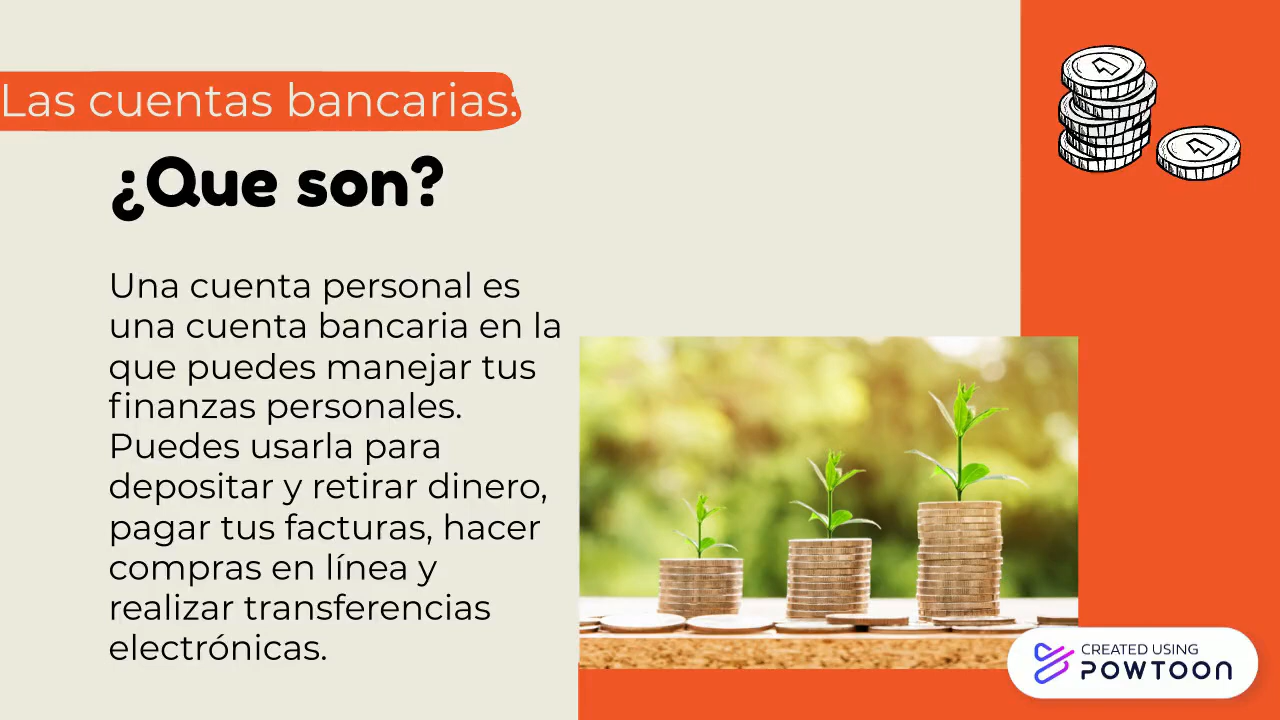 Las cuentas bancarias:
¿Que son?
Una cuenta personal es
una cuenta bancaria en la
que puedes manejar tus
finanzas personales.
Puedes usarla para
depositar y retirar dinero,
pagar tus facturas, hacer
compras en línea y
realizar transferencias
electrónicas.
CREATED USING
POWTOON